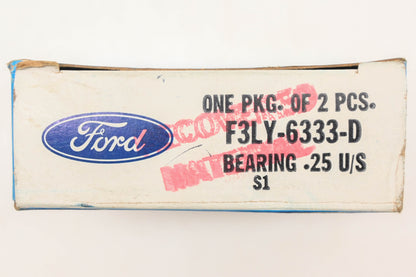 ONE PKG. OF 2 PCS.
Ford
F3LY-6333-D
BEARING .25 U/S
S1